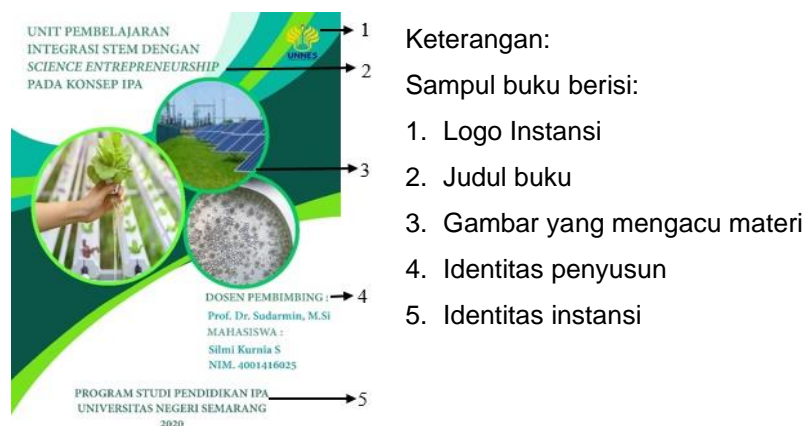 UNIT PEMBELAJARAN
INTEGRASI STEM DENGAN
SCIENCE ENTREPRENEURSHIP
PADA KONSEP IPA
UNNES
1
2
3
DOSEN PEMBIMBING :
4
Prof. Dr. Sudarmin, M.Si
MAHASISWA :
Silmi Kurnia S
NIM. 4001416025
PROGRAM STUDI PENDIDIKAN IPA
5
UNIVERSITAS NEGERI SEMARANG
2020
Keterangan:
Sampul buku berisi:
1. Logo Instansi
2. Judul buku
3. Gambar yang mengacu materi
4. Identitas penyusun
5. Identitas instansi